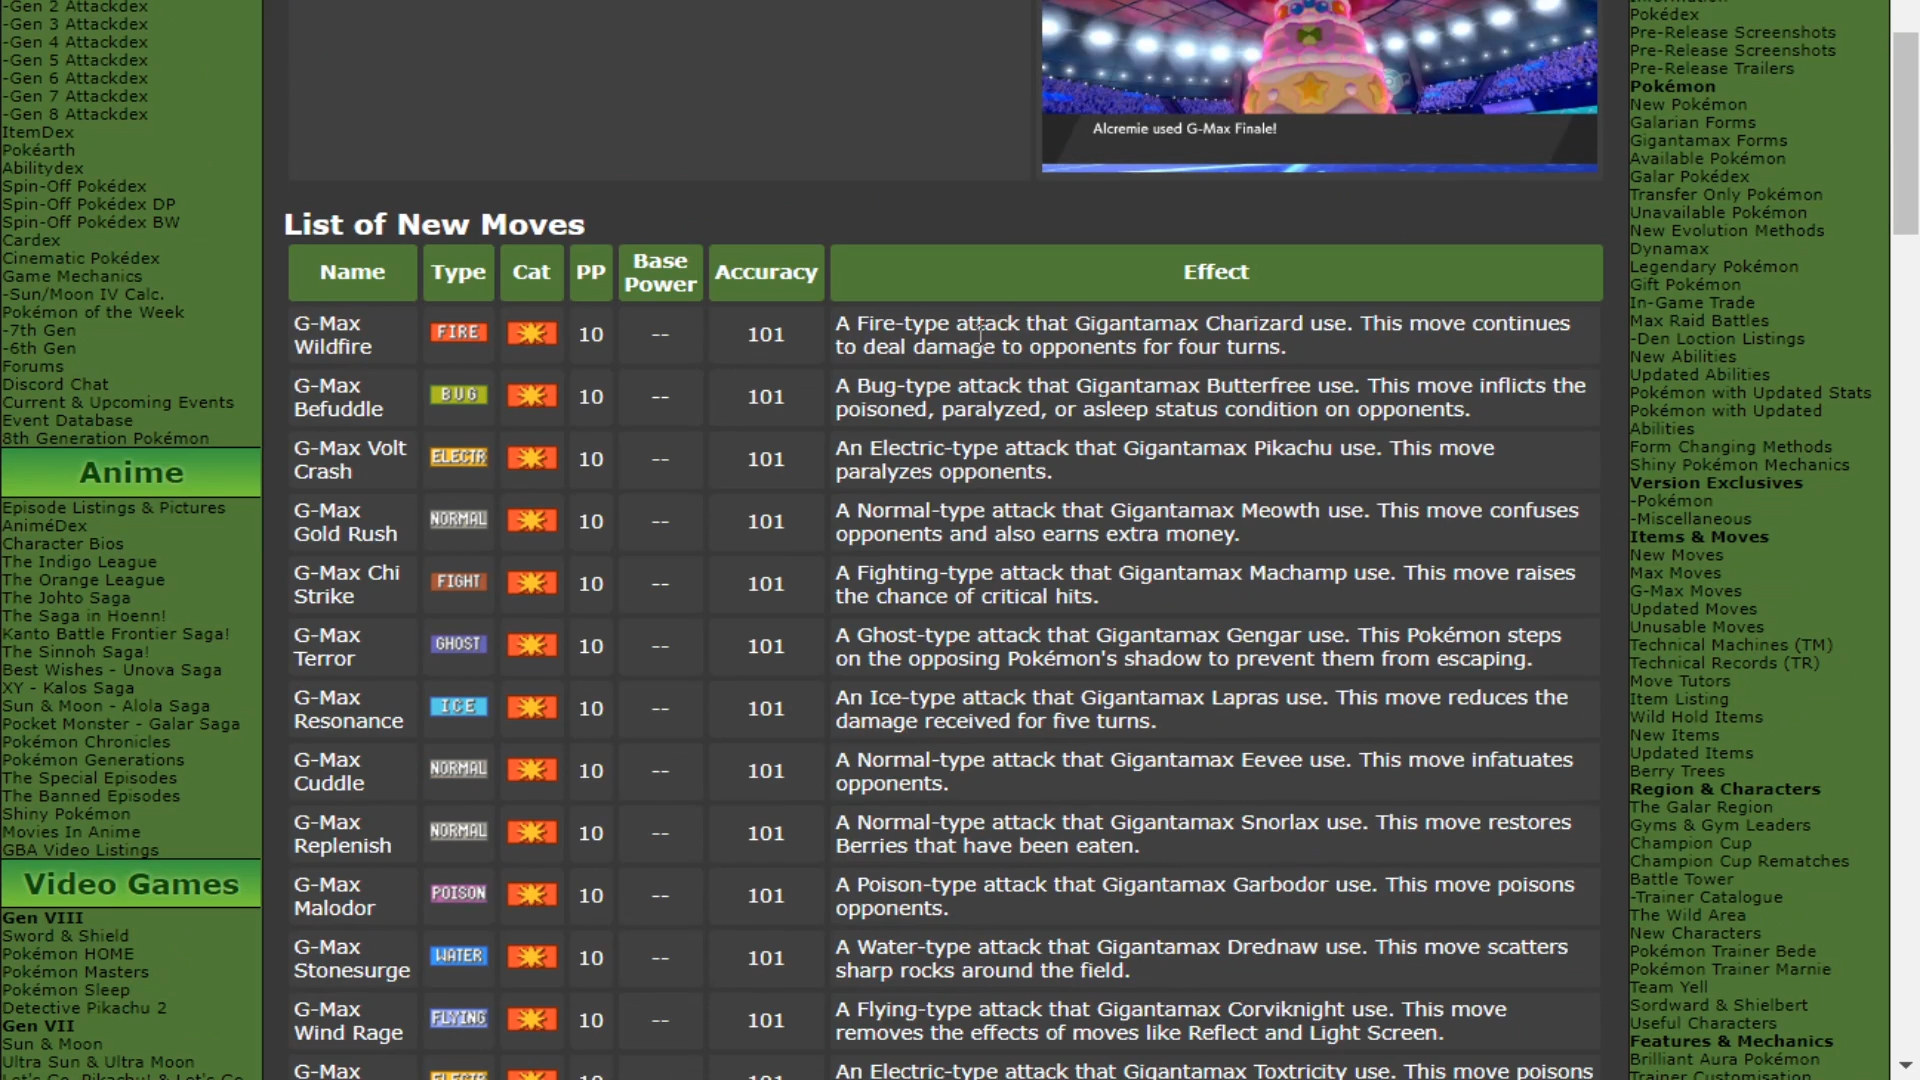 -Gen 2 Attackdex
-Gen 3 Attackdex
-Gen 4 Attackdex
-Gen 5 Attackdex
-Gen 6 Attackdex
-Gen 7 Attackdex
-Gen 8 Attackdex
ItemDex
Pokéarth
Abilitydex
Spin-Off Pokédex
Spin-Off Pokédex DP
Spin-Off Pokédex BW
Cardex
Cinematic Pokédex
Game Mechanics
-Sun/Moon IV Calc.
Pokémon of the Week
-7th Gen
-6th Gen
Forums
Discord Chat
Current & Upcoming Events
Event Database
8th Generation Pokémon
Anime
Episode Listings & Pictures
AniméDex
Character Bios
The Indigo League
The Orange League
The Johto Saga
The Saga in Hoenn!
Kanto Battle Frontier Saga!
The Sinnoh Saga!
Best Wishes - Unova Saga
XY - Kalos Saga
Sun & Moon - Alola Saga
Pocket Monster - Galar Saga
Pokémon Chronicles
Pokémon Generations
The Special Episodes
The Banned Episodes
Shiny Pokémon
Movies In Anime
GBA Video Listings
Video Games
Gen VIII
Sword & Shield
Pokémon HOME
Pokémon Masters
Pokémon Sleep
Detective Pikachu 2
Gen VII
Sun & Moon
Ultra Sun & Ultra Moon
Let's Go, Pikachu! & Let's Go
Alcremie used G-Max Finale!
List of New Moves
Name Type Cat PP Base Power Accuracy Effect
G-Max Wildfire FIRE 10 -- 101 A Fire-type attack that Gigantamax Charizard use. This move continues
to deal damage to opponents for four turns.
G-Max Befuddle BUG 10 -- 101 A Bug-type attack that Gigantamax Butterfree use. This move inflicts the
poisoned, paralyzed, or asleep status condition on opponents.
G-Max Volt Crash ELECTR 10 -- 101 An Electric-type attack that Gigantamax Pikachu use. This move
paralyzes opponents.
G-Max Gold Rush NORMAL 10 -- 101 A Normal-type attack that Gigantamax Meowth use. This move confuses
opponents and also earns extra money.
G-Max Chi Strike FIGHT 10 -- 101 A Fighting-type attack that Gigantamax Machamp use. This move raises
the chance of critical hits.
G-Max Terror GHOST 10 -- 101 A Ghost-type attack that Gigantamax Gengar use. This Pokémon steps
on the opposing Pokémon's shadow to prevent them from escaping.
G-Max Resonance ICE 10 -- 101 An Ice-type attack that Gigantamax Lapras use. This move reduces the
damage received for five turns.
G-Max Cuddle NORMAL 10 -- 101 A Normal-type attack that Gigantamax Eevee use. This move infatuates
opponents.
G-Max Replenish NORMAL 10 -- 101 A Normal-type attack that Gigantamax Snorlax use. This move restores
Berries that have been eaten.
G-Max Malodor POISON 10 -- 101 A Poison-type attack that Gigantamax Garbodor use. This move poisons
opponents.
G-Max Stonesurge WATER 10 -- 101 A Water-type attack that Gigantamax Drednaw use. This move scatters
sharp rocks around the field.
G-Max Wind Rage FLYING 10 -- 101 A Flying-type attack that Gigantamax Corviknight use. This move
removes the effects of moves like Reflect and Light Screen.
G-Max ELECTR 10 101 An Electric-type attack that Gigantamax Toxtricity use. This move poisons
Information
Pokédex
Pre-Release Screenshots
Pre-Release Screenshots
Pre-Release Trailers
Pokémon
New Pokémon
Galarian Forms
Gigantamax Forms
Available Pokémon
Galar Pokédex
Transfer Only Pokémon
Unavailable Pokémon
New Evolution Methods
Dynamax
Legendary Pokémon
Gift Pokémon
In-Game Trade
Max Raid Battles
-Den Loction Listings
New Abilities
Updated Abilities
Pokémon with Updated Stats
Pokémon with Updated
Abilities
Form Changing Methods
Shiny Pokémon Mechanics
Version Exclusives
-Pokémon
-Miscellaneous
Items & Moves
New Moves
Max Moves
G-Max Moves
Updated Moves
Unusable Moves
Technical Machines (TM)
Technical Records (TR)
Move Tutors
Item Listing
Wild Hold Items
New Items
Updated Items
Berry Trees
Region & Characters
The Galar Region
Gyms & Gym Leaders
Champion Cup
Champion Cup Rematches
Battle Tower
-Trainer Catalogue
The Wild Area
New Characters
Pokémon Trainer Bede
Pokémon Trainer Marnie
Team Yell
Sordward & Shielbert
Useful Characters
Features & Mechanics
Brilliant Aura Pokémon
Trainer Customisation